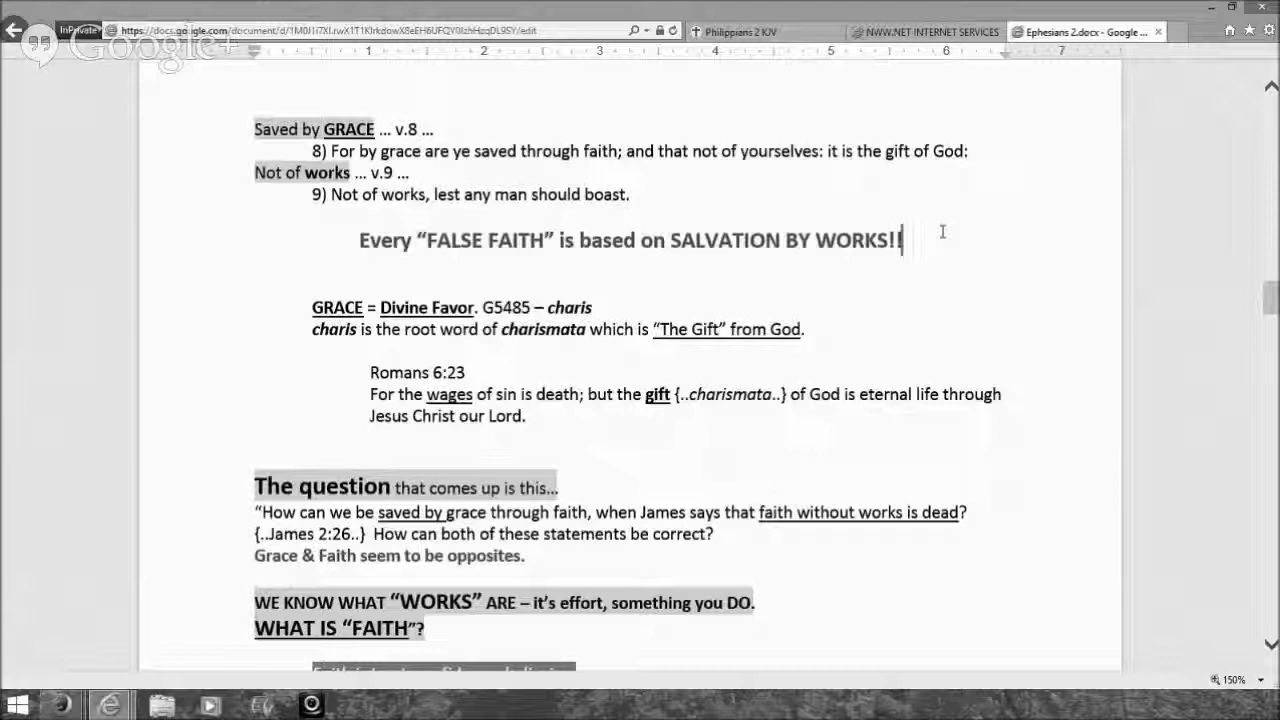 InPrivate
Philippians 2 KJV
NWW.NET INTERNET SERVICES
Ephesians 2.docx - Google ...
Google+
1 2 3 4 5 6 7
Saved by GRACE ... v.8 ...
8) For by grace are ye saved through faith; and that not of yourselves: it is the gift of God:
Not of works ... v.9 ...
9) Not of works, lest any man should boast.
Every “FALSE FAITH” is based on SALVATION BY WORKS!!
GRACE = Divine Favor. G5485 – charis
charis is the root word of charismata which is “The Gift” from God.
Romans 6:23
For the wages of sin is death; but the gift {..charismata..} of God is eternal life through
Jesus Christ our Lord.
The question that comes up is this...
“How can we be saved by grace through faith, when James says that faith without works is dead?
{..James 2:26..} How can both of these statements be correct?
Grace & Faith seem to be opposites.
WE KNOW WHAT “WORKS” ARE – it’s effort, something you DO.
WHAT IS “FAITH”?
150%